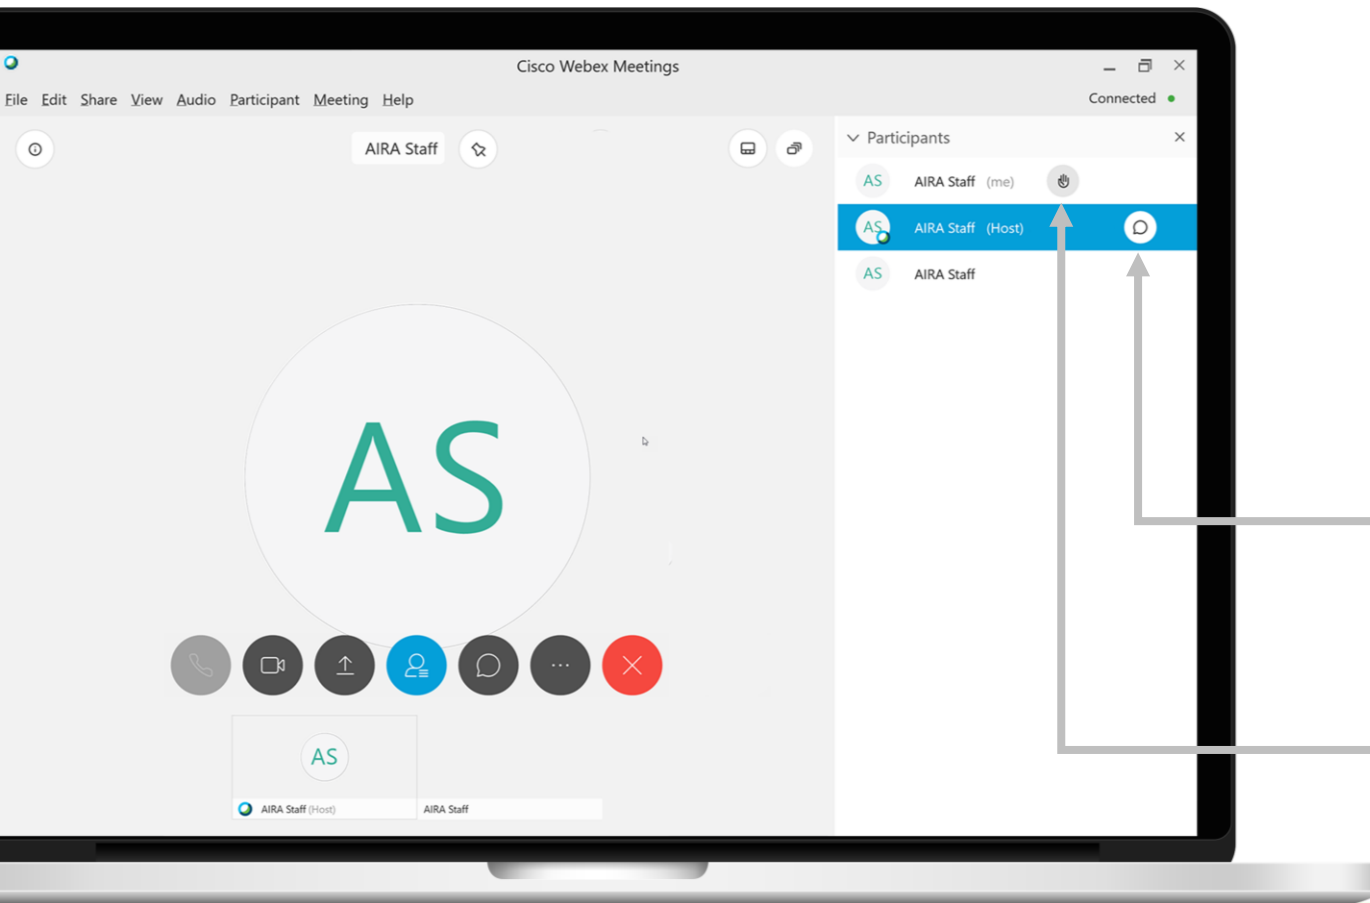 Cisco Webex Meetings
File Edit Share View Audio Participant Meeting Help
Connected
AIRA Staff
Participants
AS AIRA Staff (me)
AS AIRA Staff (Host)
AS AIRA Staff
AS
AS
AIRA Staff (Host)
AIRA Staff